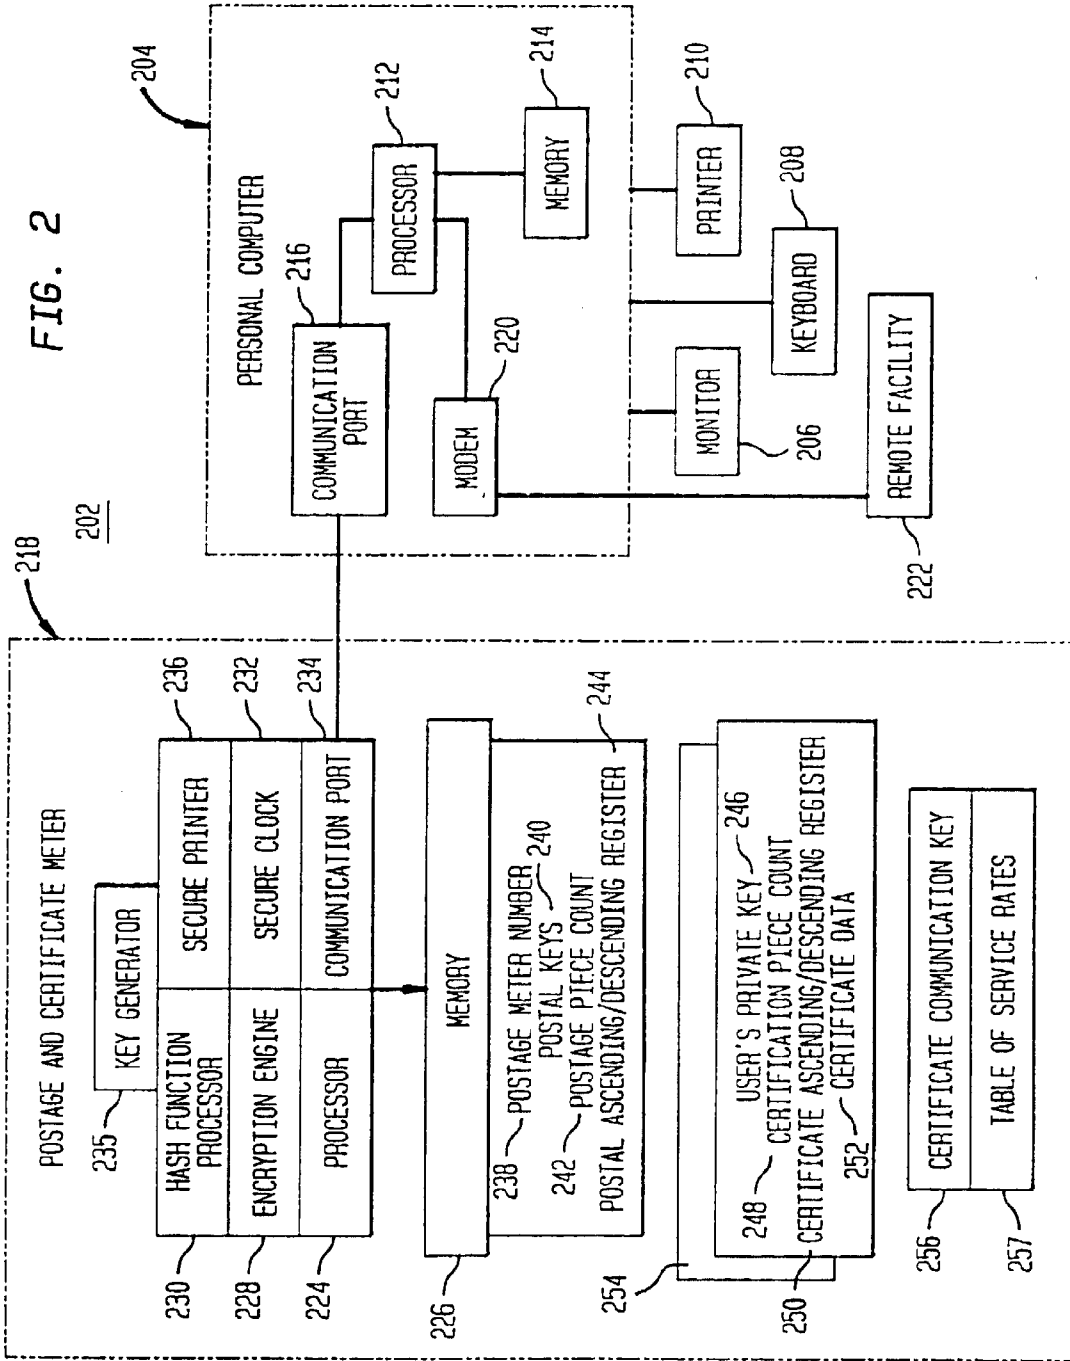 FIG. 2
202
218
POSTAGE AND CERTIFICATE METER
KEY GENERATOR
235
HASH FUNCTION
PROCESSOR
SECURE PRINTER
230
236
ENCRYPTION ENGINE
SECURE CLOCK
228
232
PROCESSOR
COMMUNICATION PORT
224
234
MEMORY
226
238 POSTAGE METER NUMBER
POSTAL KEYS 240
242 POSTAGE PIECE COUNT
POSTAL ASCENDING/DESCENDING REGISTER
244
254
USER'S PRIVATE KEY 246
248 CERTIFICATION PIECE COUNT
CERTIFICATE ASCENDING/DESCENDING REGISTER
250
252 CERTIFICATE DATA
CERTIFICATE COMMUNICATION KEY
256
TABLE OF SERVICE RATES
257
204
PERSONAL COMPUTER
216
COMMUNICATION
PORT
PROCESSOR
212
MODEM
220
MEMORY
214
MONITOR
206
PRINTER
210
KEYBOARD
208
REMOTE FACILITY
222